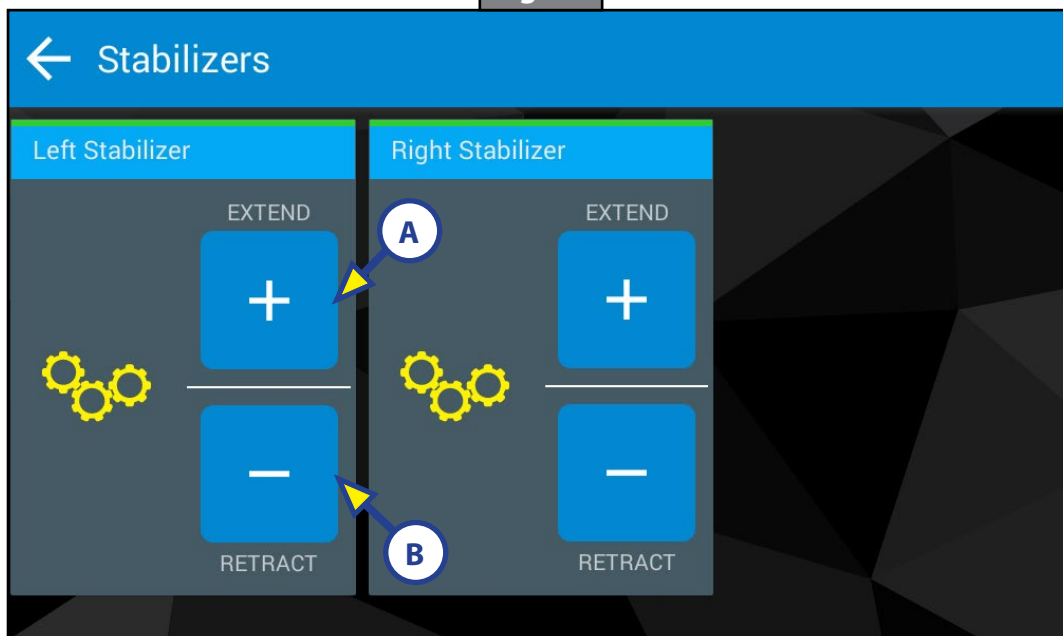 Stabilizers
Left Stabilizer
EXTEND
+
A
−
B
RETRACT
Right Stabilizer
EXTEND
+
−
RETRACT